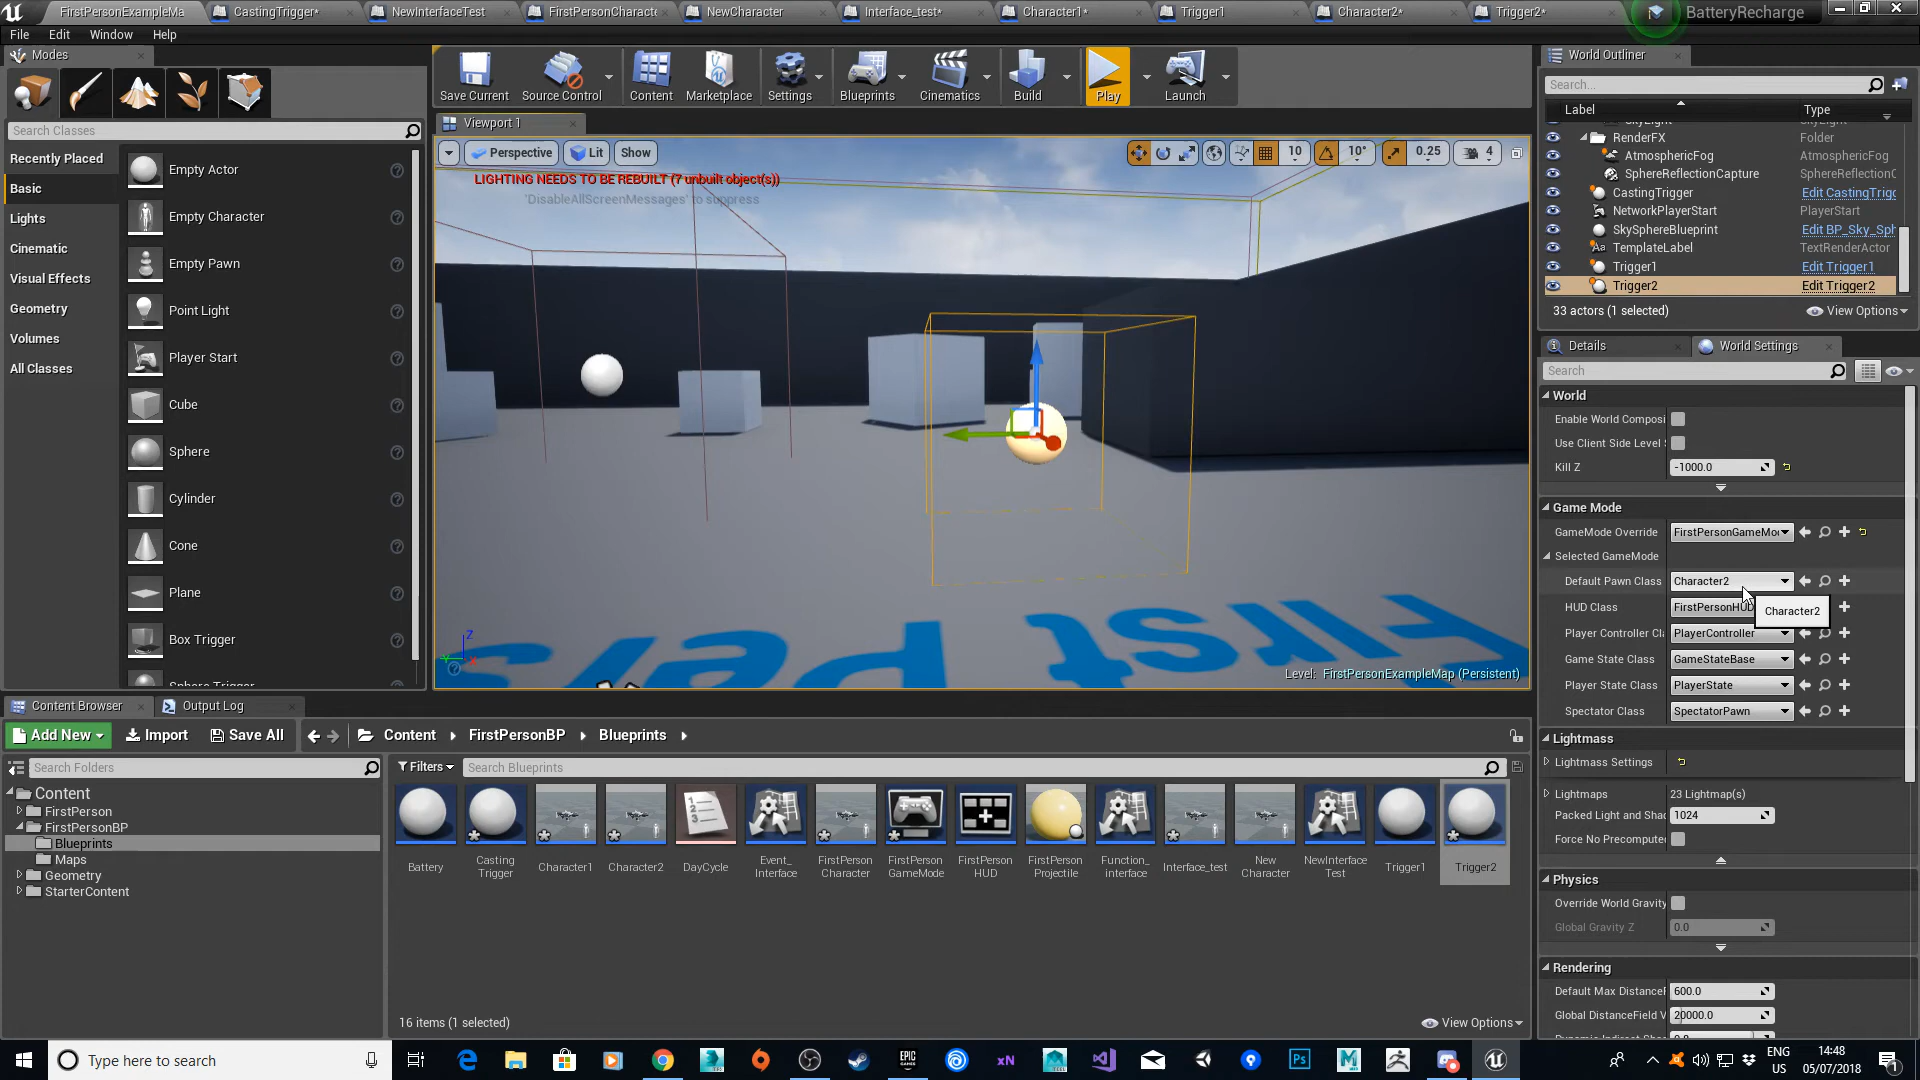 FirstPersonExampleMa
CastingTrigger*
NewInterfaceTest
FirstPersonCharacte
NewCharacter
Interface_test*
Character1*
Trigger1
Character2*
Trigger2*
BatteryRecharge
File
Edit
Window
Help
Modes
Search Classes
Recently Placed
Basic
Lights
Cinematic
Visual Effects
Geometry
Volumes
All Classes
Empty Actor
Empty Character
Empty Pawn
Point Light
Player Start
Cube
Sphere
Cylinder
Cone
Plane
Box Trigger
Sphere Trigger
Save Current
Source Control
Content
Marketplace
Settings
Blueprints
Cinematics
Build
Play
Launch
Viewport 1
Perspective
Lit
Show
10
10°
0.25
4
LIGHTING NEEDS TO BE REBUILT (7 unbuilt object(s))
'DisableAllScreenMessages' to suppress
Level: FirstPersonExampleMap (Persistent)
World Outliner
Search...
Label
Type
SkyLight
RenderFX
Folder
AtmosphericFog
AtmosphericFog
SphereReflectionCapture
SphereReflectionC
CastingTrigger
Edit CastingTrigg
NetworkPlayerStart
PlayerStart
SkySphereBlueprint
Edit BP_Sky_Sph
TemplateLabel
TextRenderActor
Trigger1
Edit Trigger1
Trigger2
Edit Trigger2
33 actors (1 selected)
View Options
Details
World Settings
Search
World
Enable World Composi
Use Client Side Level
Kill Z
-1000.0
Game Mode
GameMode Override
FirstPersonGameMo
Selected GameMode
Default Pawn Class
Character2
HUD Class
FirstPersonHUD
Character2
Player Controller Cl
PlayerController
Game State Class
GameStateBase
Player State Class
PlayerState
Spectator Class
SpectatorPawn
Lightmass
Lightmass Settings
Lightmaps
23 Lightmap(s)
Packed Light and Shad
1024
Force No Precompute
Physics
Override World Gravity
Global Gravity Z
0.0
Rendering
Default Max DistanceF
600.0
Global DistanceField V
20000.0
Content Browser
Output Log
Add New
Import
Save All
Content
FirstPersonBP
Blueprints
Search Folders
Filters
Search Blueprints
Content
FirstPerson
FirstPersonBP
Blueprints
Maps
Geometry
StarterContent
Battery
Casting
Trigger
Character1
Character2
DayCycle
Event_
Interface
FirstPerson
Character
FirstPerson
GameMode
FirstPerson
HUD
FirstPerson
Projectile
Function_
interface
Interface_test
New
Character
NewInterface
Test
Trigger1
Trigger2
16 items (1 selected)
View Options
Type here to search
ENG
US
14:48
05/07/2018
1